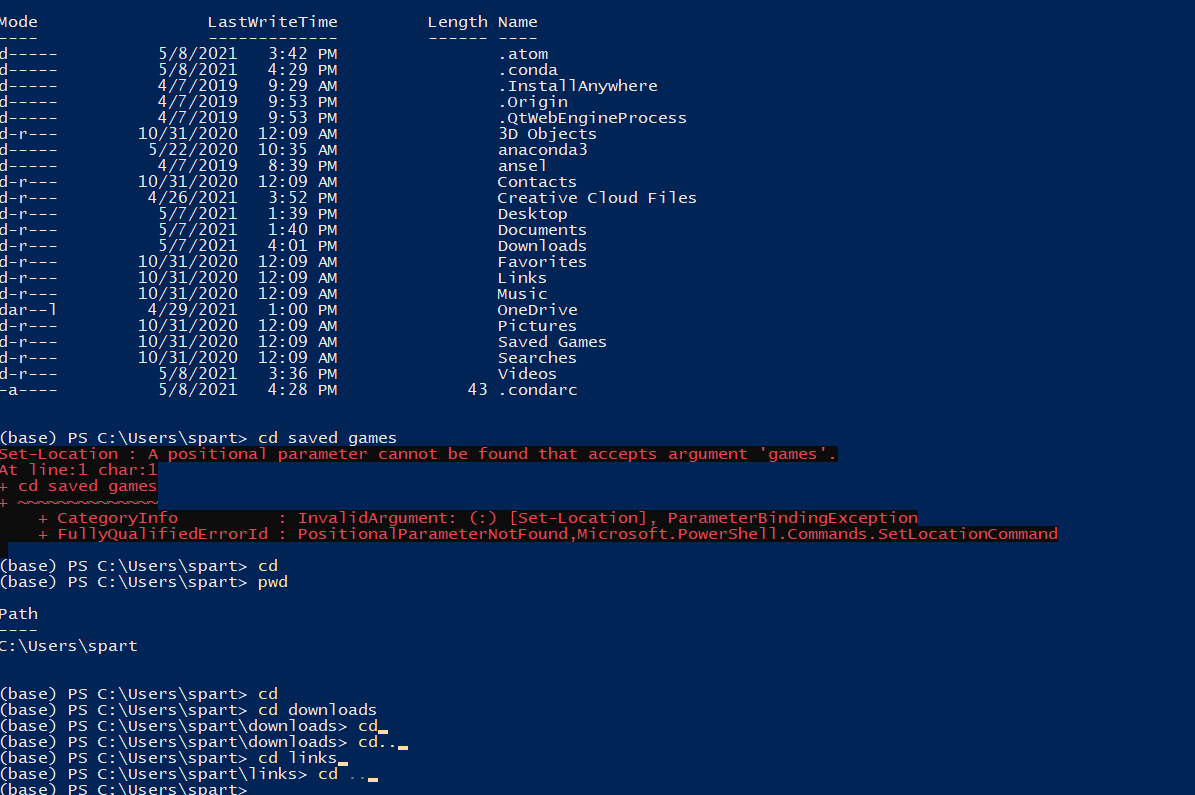 Mode LastWriteTime Length Name
---- ------------- ------ ----
d----- 5/8/2021 3:42 PM .atom
d----- 5/8/2021 4:29 PM .conda
d----- 4/7/2019 9:29 AM .InstallAnywhere
d----- 4/7/2019 9:53 PM .Origin
d----- 4/7/2019 9:53 PM .QtWebEngineProcess
d-r--- 10/31/2020 12:09 AM 3D Objects
d----- 5/22/2020 10:35 AM anaconda3
d----- 4/7/2019 8:39 PM ansel
d-r--- 10/31/2020 12:09 AM Contacts
d-r--- 4/26/2021 3:52 PM Creative Cloud Files
d-r--- 5/7/2021 1:39 PM Desktop
d-r--- 5/7/2021 1:40 PM Documents
d-r--- 5/7/2021 4:01 PM Downloads
d-r--- 10/31/2020 12:09 AM Favorites
d-r--- 10/31/2020 12:09 AM Links
d-r--- 10/31/2020 12:09 AM Music
dar--l 4/29/2021 1:00 PM OneDrive
d-r--- 10/31/2020 12:09 AM Pictures
d-r--- 10/31/2020 12:09 AM Saved Games
d-r--- 10/31/2020 12:09 AM Searches
d-r--- 5/8/2021 3:36 PM Videos
-a---- 5/8/2021 4:28 PM 43 .condarc
(base) PS C:\Users\spart> cd saved games
Set-Location : A positional parameter cannot be found that accepts argument 'games'.
At line:1 char:1
+ cd saved games
+ ~~~~~~~~~~~~~~
+ CategoryInfo : InvalidArgument: (:) [Set-Location], ParameterBindingException
+ FullyQualifiedErrorId : PositionalParameterNotFound,Microsoft.PowerShell.Commands.SetLocationCommand
(base) PS C:\Users\spart> cd
(base) PS C:\Users\spart> pwd
Path
----
C:\Users\spart
(base) PS C:\Users\spart> cd
(base) PS C:\Users\spart> cd downloads
(base) PS C:\Users\spart\downloads> cd
(base) PS C:\Users\spart\downloads> cd..
(base) PS C:\Users\spart> cd links
(base) PS C:\Users\spart\links> cd ..
(base) PS C:\Users\spart>